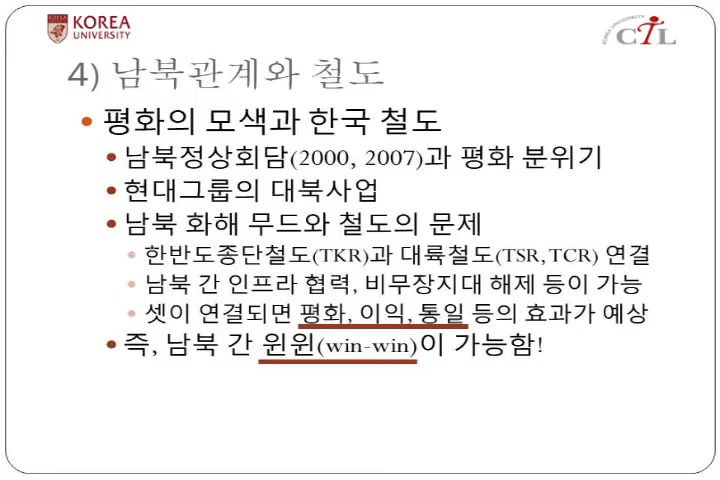 KOREA
UNIVERSITY
KOREA UNIVERSITY
CTL
4) 남북관계와 철도
• 평화의 모색과 한국 철도
• 남북정상회담(2000, 2007)과 평화 분위기
• 현대그룹의 대북사업
• 남북 화해 무드와 철도의 문제
• 한반도종단철도(TKR)과 대륙철도(TSR, TCR) 연결
• 남북 간 인프라 협력, 비무장지대 해제 등이 가능
• 셋이 연결되면 평화, 이익, 통일 등의 효과가 예상
• 즉, 남북 간 윈윈(win-win)이 가능함!